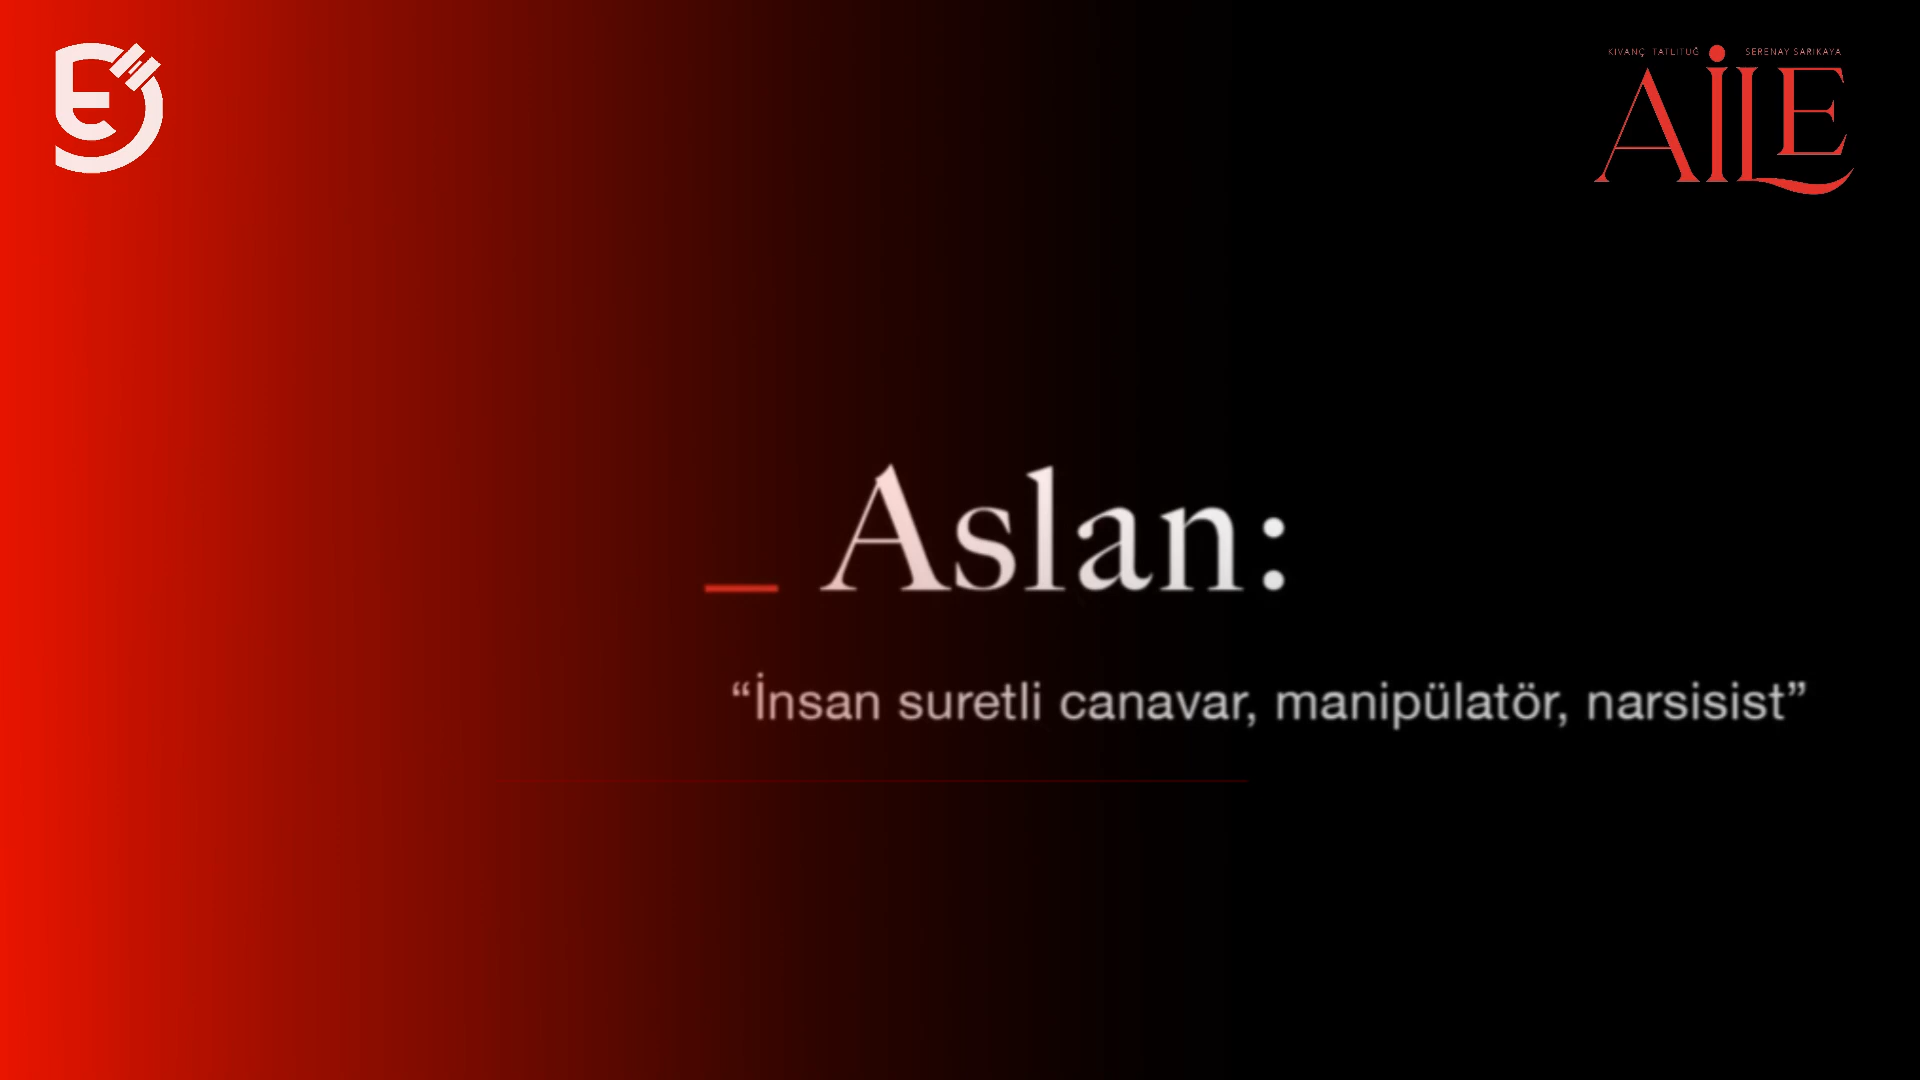 KIVANÇ TATLITUĞ SERENAY SARIKAYA
AİLE
_ Aslan:
“İnsan suretli canavar, manipülatör, narsisist”